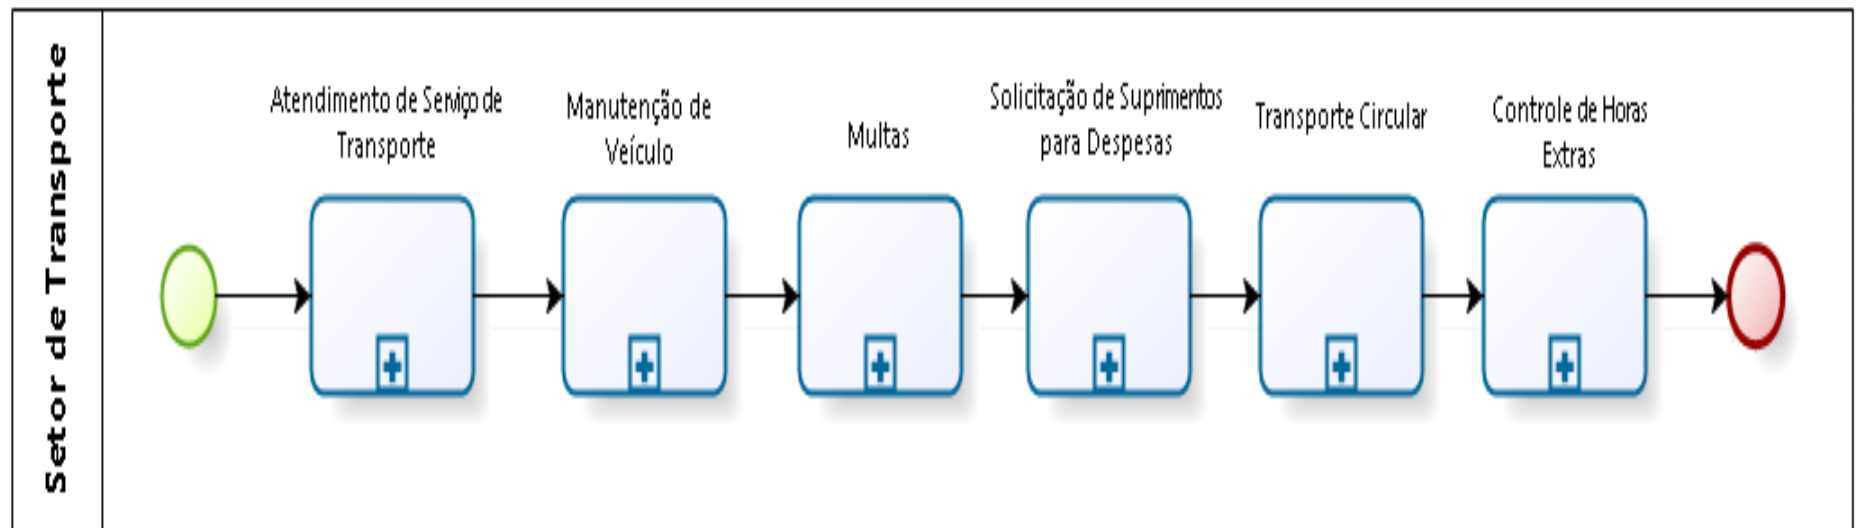 Setor de Transporte
Atendimento de Serviço de
Transporte
Manutenção de
Veículo
Multas
Solicitação de Suprimentos
para Despesas
Transporte Circular
Controle de Horas
Extras